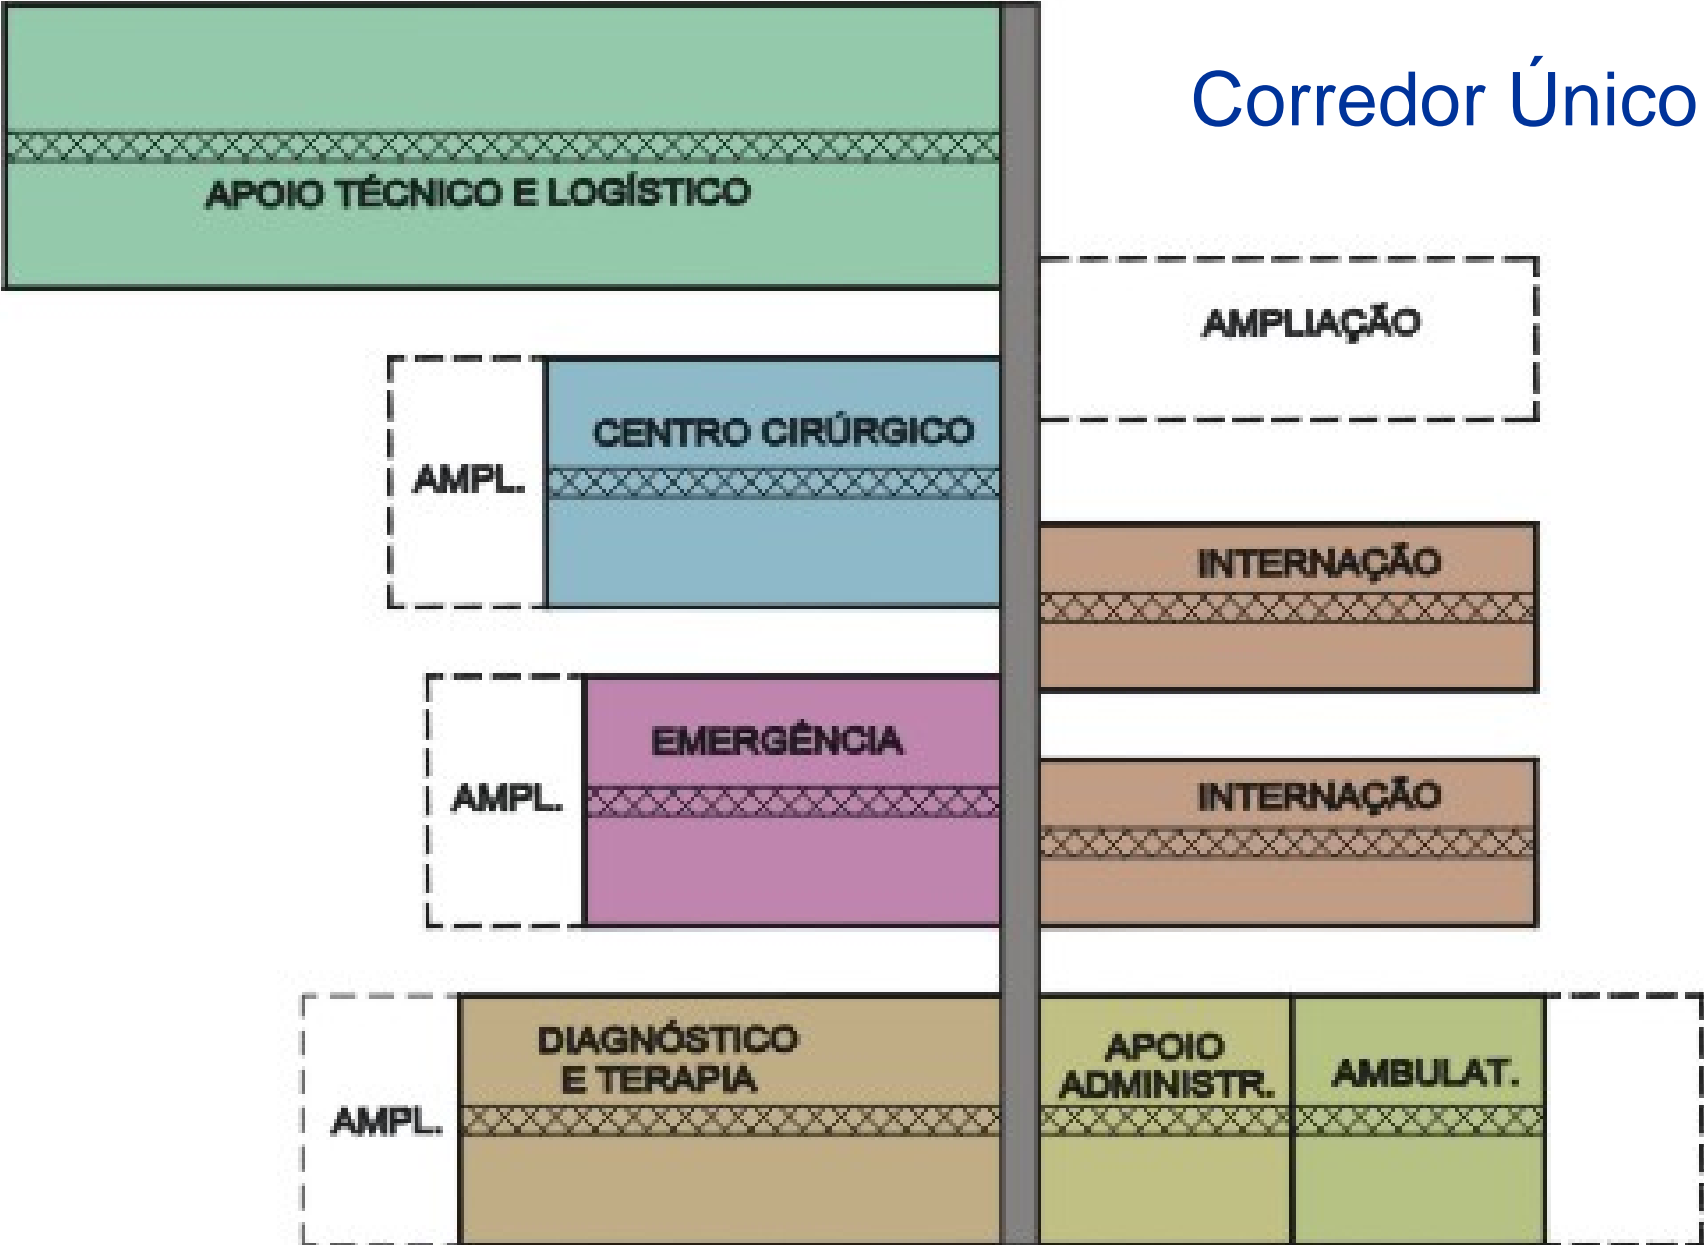 Corredor Único
APOIO TÉCNICO E LOGÍSTICO
AMPLIAÇÃO
CENTRO CIRÚRGICO
AMPL.
INTERNAÇÃO
EMERGÊNCIA
AMPL.
INTERNAÇÃO
DIAGNÓSTICO
E TERAPIA
AMPL.
APOIO
ADMINISTR.
AMBULAT.